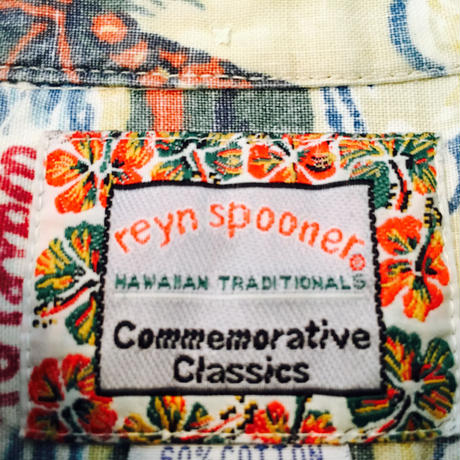 reyn spooner®
HAWAIIAN TRADITIONALS
Commemorative
Classics
60% COTTON